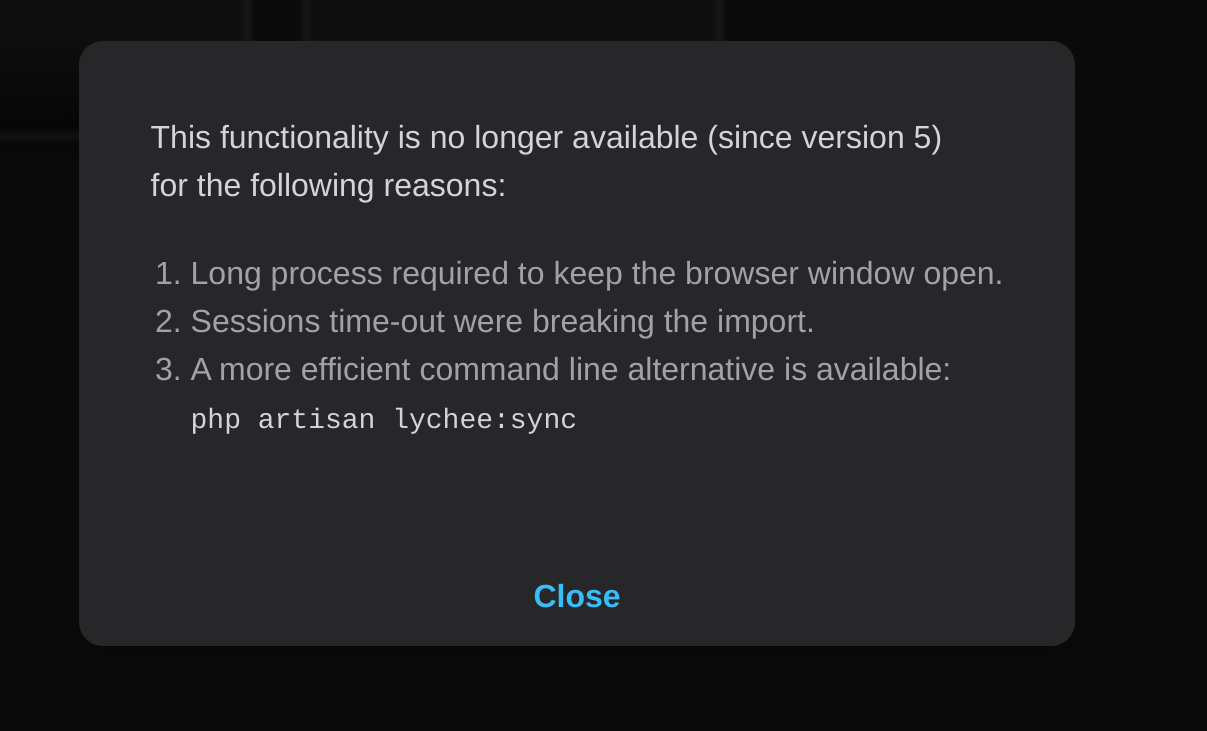 This functionality is no longer available (since version 5)
for the following reasons:
1. Long process required to keep the browser window open.
2. Sessions time-out were breaking the import.
3. A more efficient command line alternative is available:
php artisan lychee:sync
Close